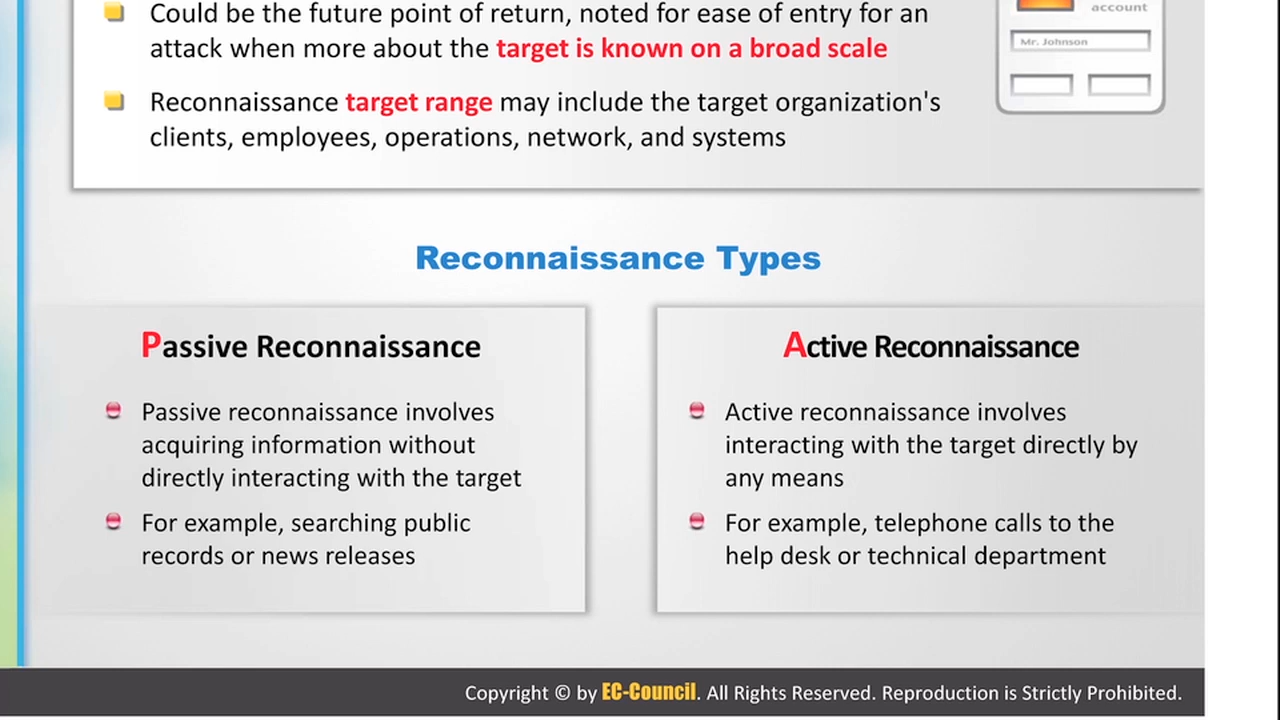 Could be the future point of return, noted for ease of entry for an
attack when more about the target is known on a broad scale
account
Mr. Johnson
Reconnaissance target range may include the target organization's
clients, employees, operations, network, and systems
Reconnaissance Types
Passive Reconnaissance
Passive reconnaissance involves
acquiring information without
directly interacting with the target
For example, searching public
records or news releases
Active Reconnaissance
Active reconnaissance involves
interacting with the target directly by
any means
For example, telephone calls to the
help desk or technical department
Copyright © by EC-Council. All Rights Reserved. Reproduction is Strictly Prohibited.